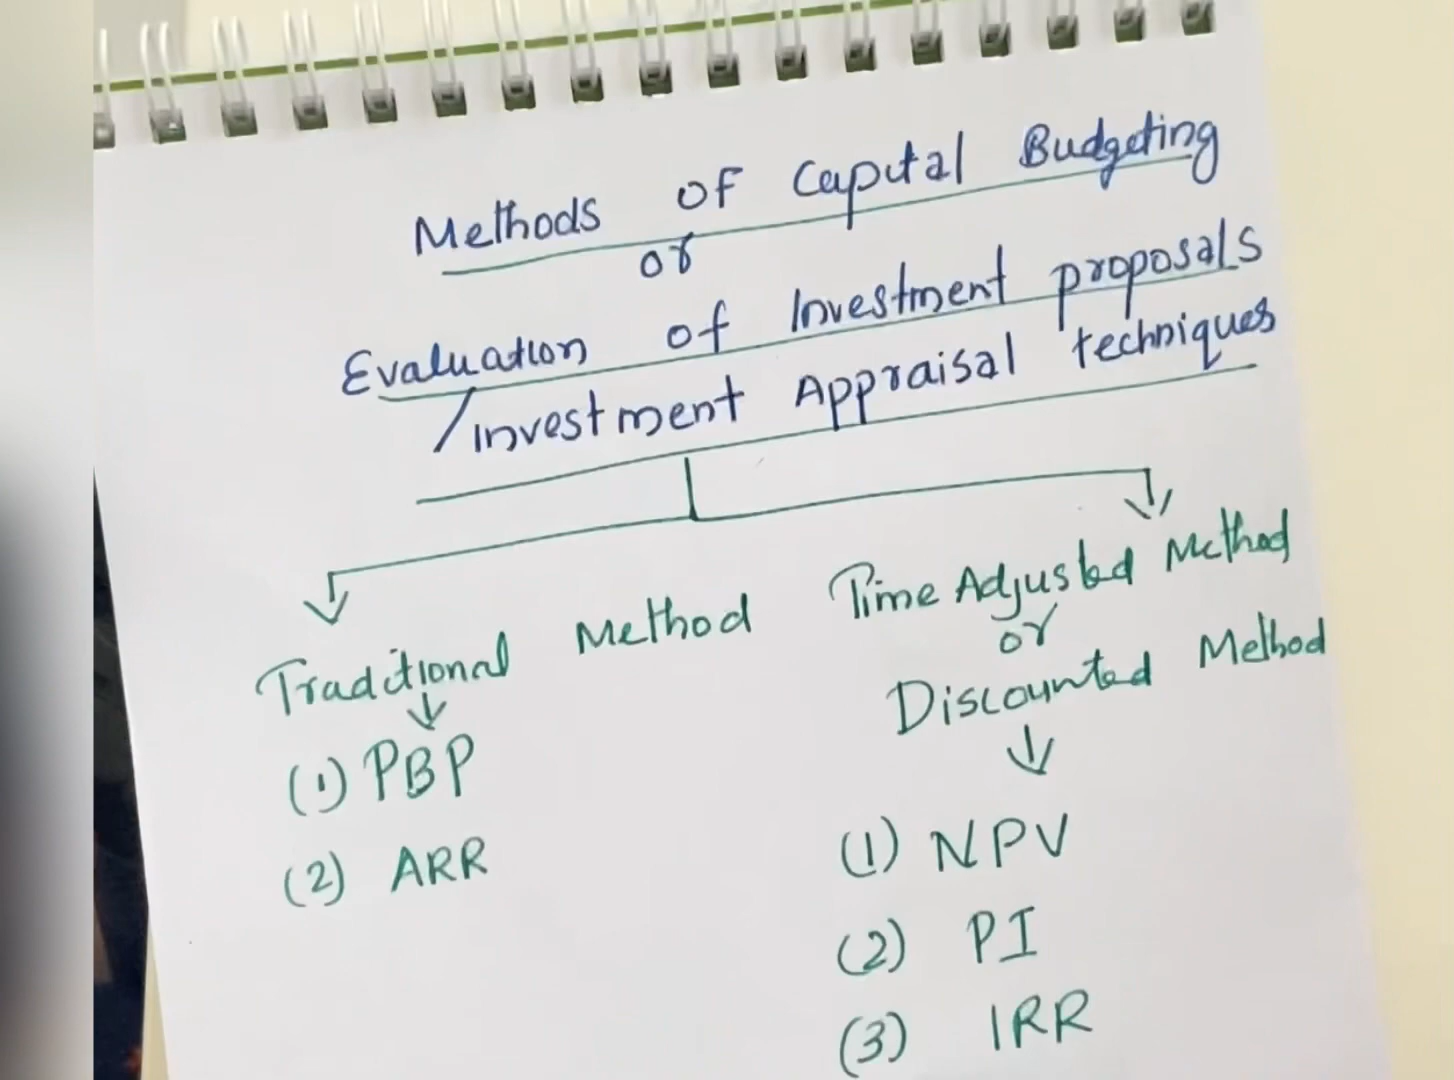 Methods of Capital Budgeting
or
Evaluation of Investment proposals
/Investment Appraisal techniques
Traditional Method
(1) PBP
(2) ARR
Time Adjusted Method
or
Discounted Method
(1) NPV
(2) PI
(3) IRR